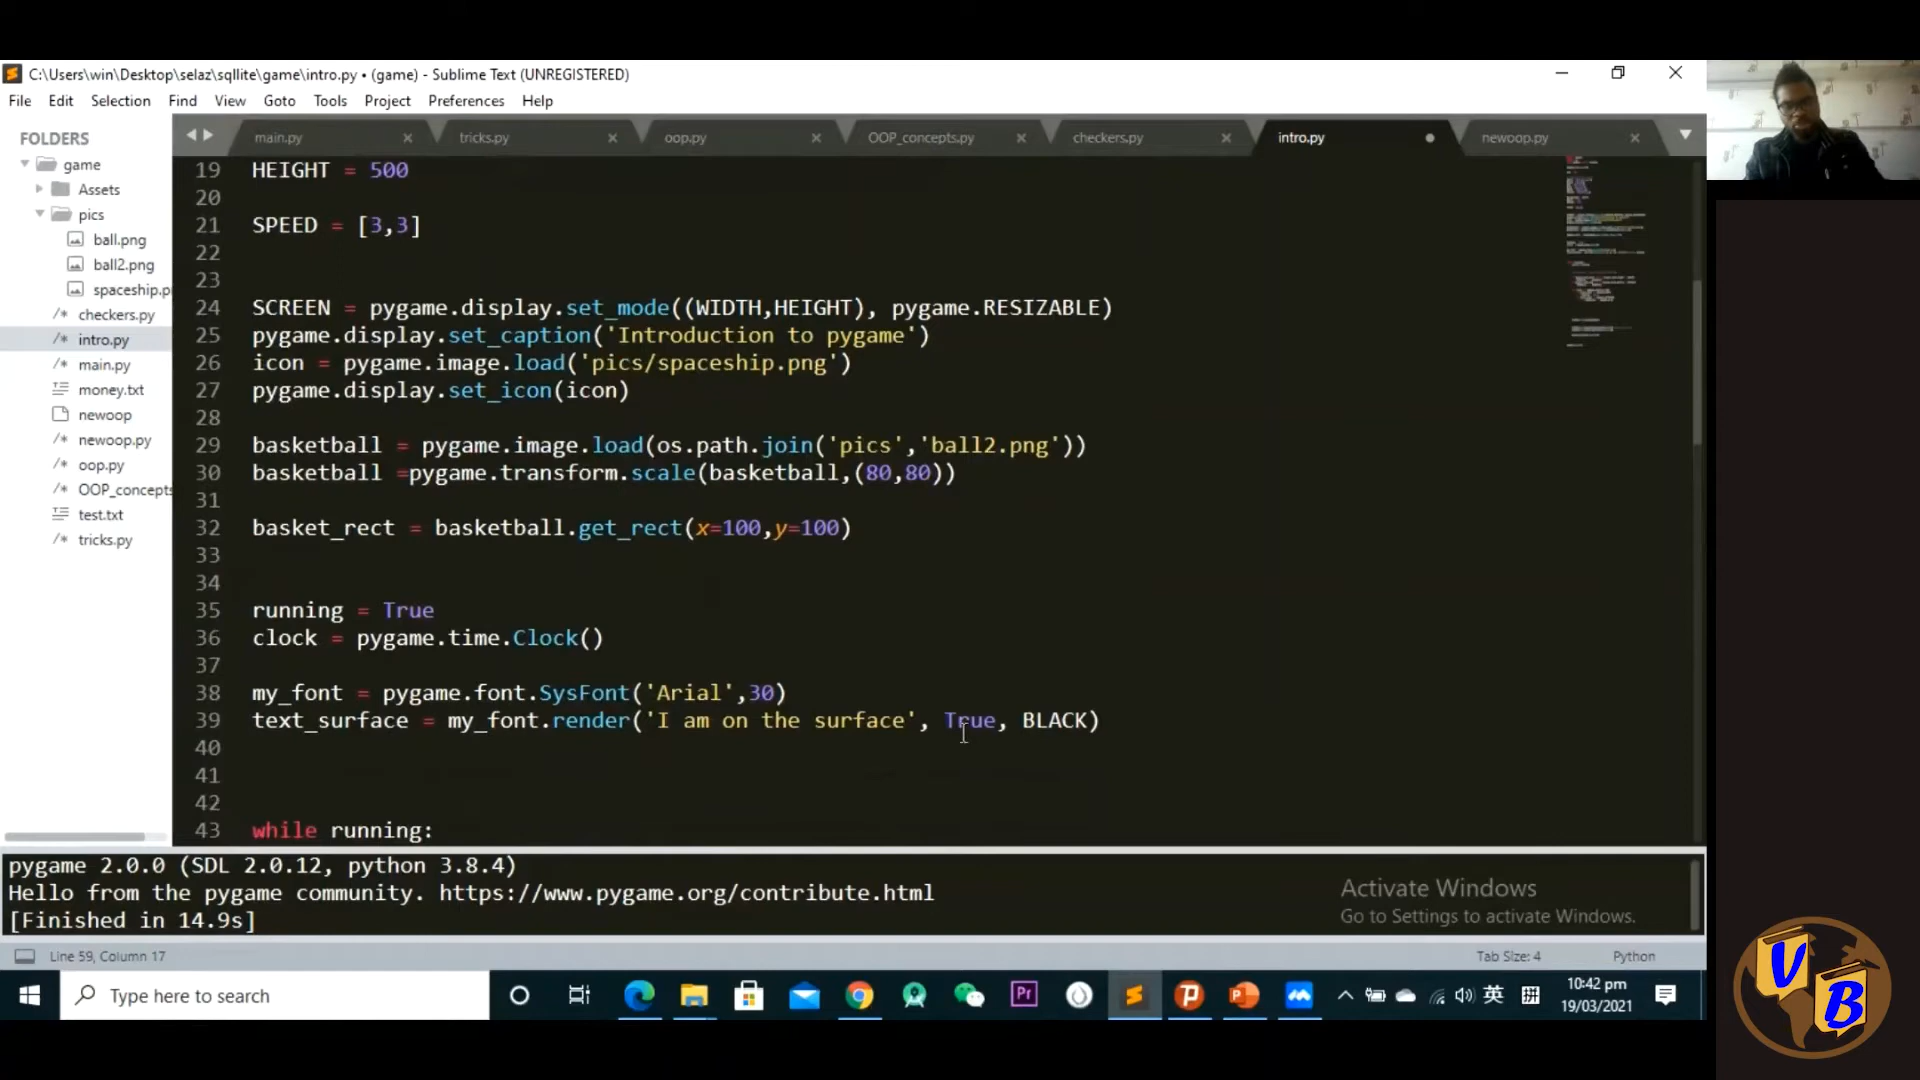 C:\Users\win\Desktop\selaz\sqllite\game\intro.py • (game) - Sublime Text (UNREGISTERED)
File Edit Selection Find View Goto Tools Project Preferences Help
FOLDERS
game
Assets
pics
ball.png
ball2.png
spaceship.p
checkers.py
intro.py
main.py
money.txt
newoop
newoop.py
oop.py
OOP_concepts
test.txt
tricks.py
main.py tricks.py oop.py OOP_concepts.py checkers.py intro.py newoop.py
19 HEIGHT = 500
20
21 SPEED = [3,3]
22
23
24 SCREEN = pygame.display.set_mode((WIDTH,HEIGHT), pygame.RESIZABLE)
25 pygame.display.set_caption('Introduction to pygame')
26 icon = pygame.image.load('pics/spaceship.png')
27 pygame.display.set_icon(icon)
28
29 basketball = pygame.image.load(os.path.join('pics','ball2.png'))
30 basketball =pygame.transform.scale(basketball,(80,80))
31
32 basket_rect = basketball.get_rect(x=100,y=100)
33
34
35 running = True
36 clock = pygame.time.Clock()
37
38 my_font = pygame.font.SysFont('Arial',30)
39 text_surface = my_font.render('I am on the surface', True, BLACK)
40
41
42
43 while running:
pygame 2.0.0 (SDL 2.0.12, python 3.8.4)
Hello from the pygame community. https://www.pygame.org/contribute.html
[Finished in 14.9s]
Activate Windows
Go to Settings to activate Windows.
Line 59, Column 17
Tab Size: 4
Python
Type here to search
Pr
英
拼
10:42 pm
19/03/2021
V
B